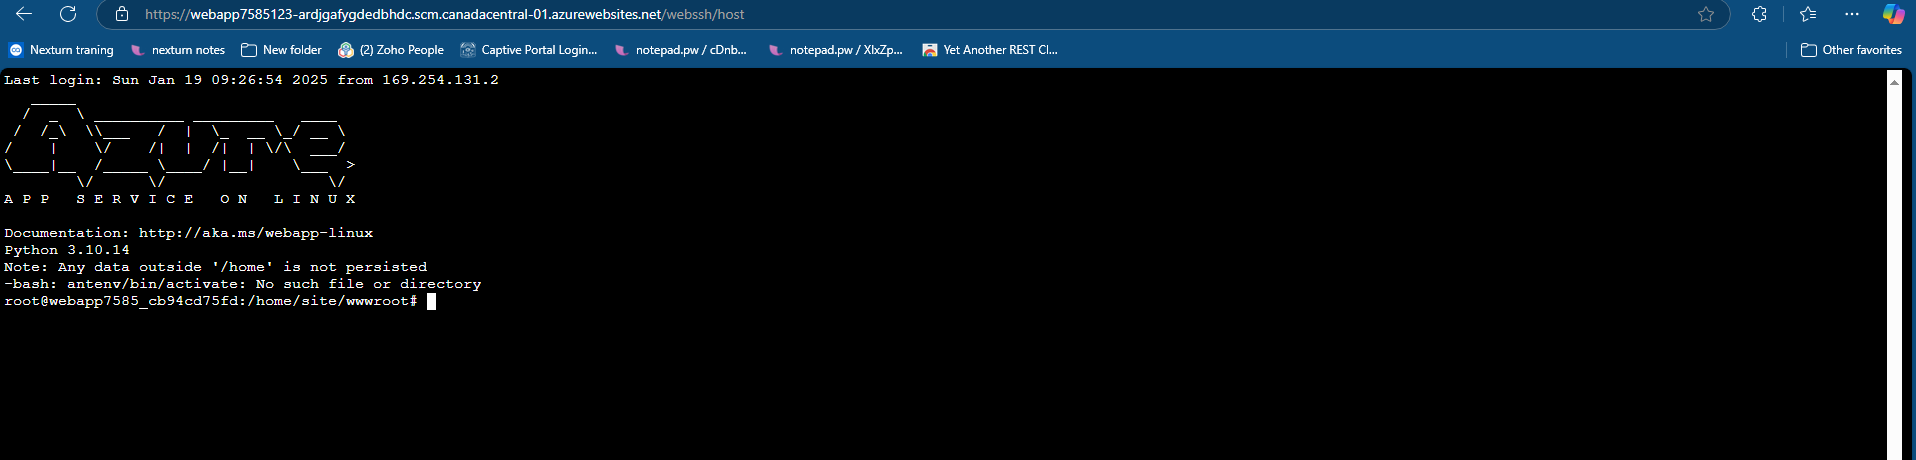 https://webapp7585123-ardjgafygdedbhdc.scm.canadacentral-01.azurewebsites.net/webssh/host
Nexturn traning nexturn notes New folder (2) Zoho People Captive Portal Login... notepad.pw / cDnb... notepad.pw / XlxZp... Yet Another REST Cl... Other favorites
Last login: Sun Jan 19 09:26:54 2025 from 169.254.131.2
Azure
A P P   S E R V I C E   O N   L I N U X
Documentation: http://aka.ms/webapp-linux
Python 3.10.14
Note: Any data outside '/home' is not persisted
-bash: antenv/bin/activate: No such file or directory
root@webapp7585_cb94cd75fd:/home/site/wwwroot#